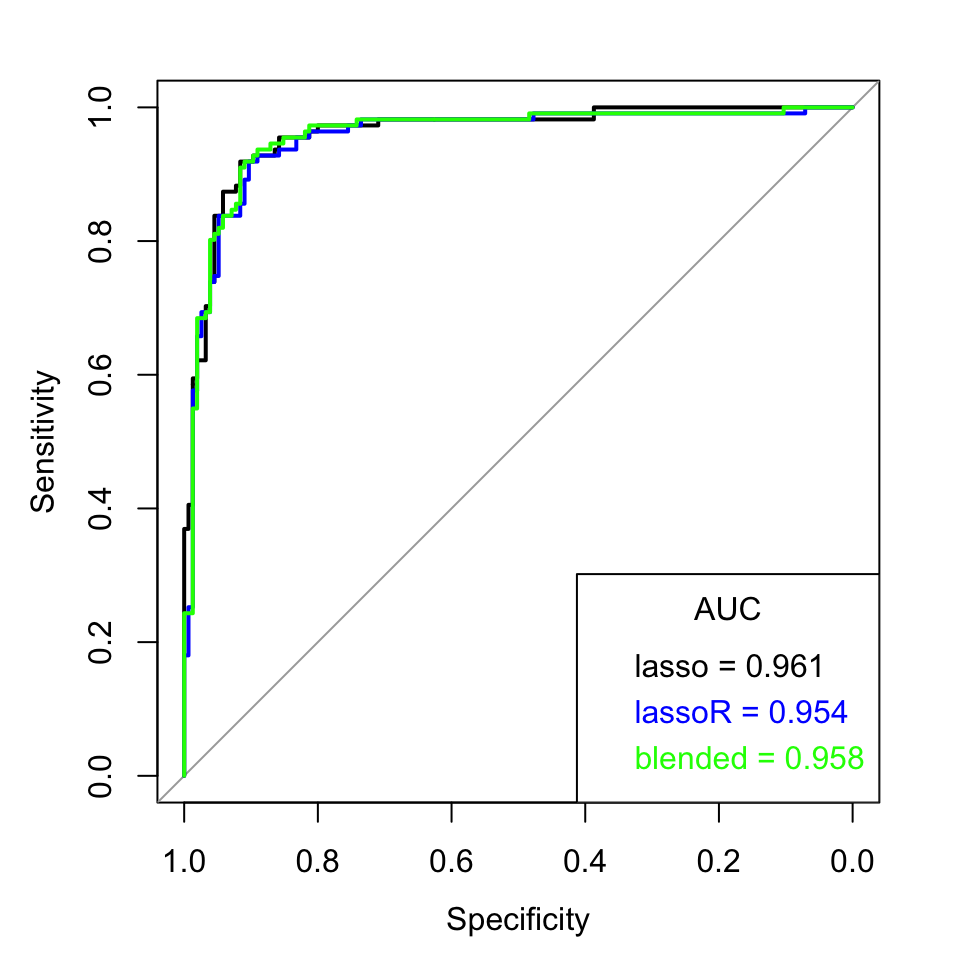 Sensitivity
1.0
0.8
0.6
0.4
0.2
0.0
AUC
lasso = 0.961
lassoR = 0.954
blended = 0.958
1.0 0.8 0.6 0.4 0.2 0.0
Specificity